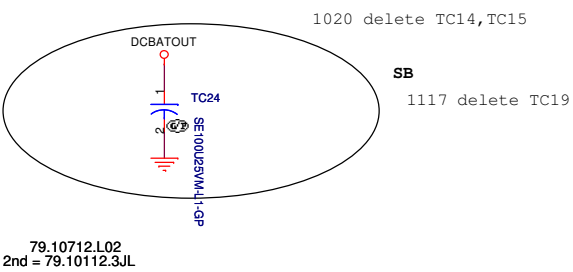 1020 delete TC14,TC15
DCBATOUT
SB
1
TC24
1117 delete TC19
2
SE100U25VM-L1-GP
79.10712.L02
2nd = 79.10112.3JL